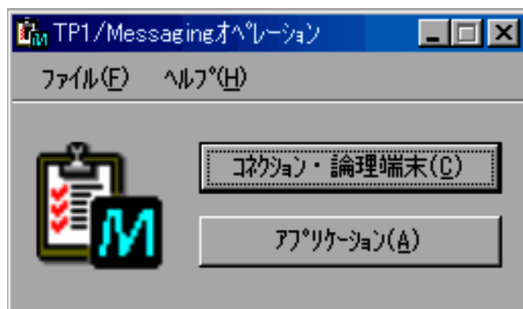 TP1/Messagingｵﾍﾟﾚｰｼｮﾝ
ﾌｧｲﾙ(F) ﾍﾙﾌﾟ(H)
ｺﾈｸｼｮﾝ・論理端末(C)
ｱﾌﾟﾘｹｰｼｮﾝ(A)